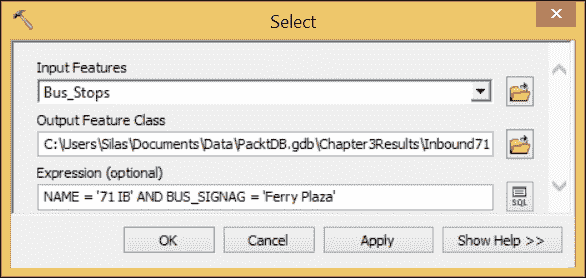 Select
Input Features
Bus_Stops
Output Feature Class
C:\Users\Silas\Documents\Data\PacktDB.gdb\Chapter3Results\Inbound71
Expression (optional)
NAME = '71 IB' AND BUS_SIGNAG = 'Ferry Plaza'
SQL
OK Cancel Apply Show Help >>